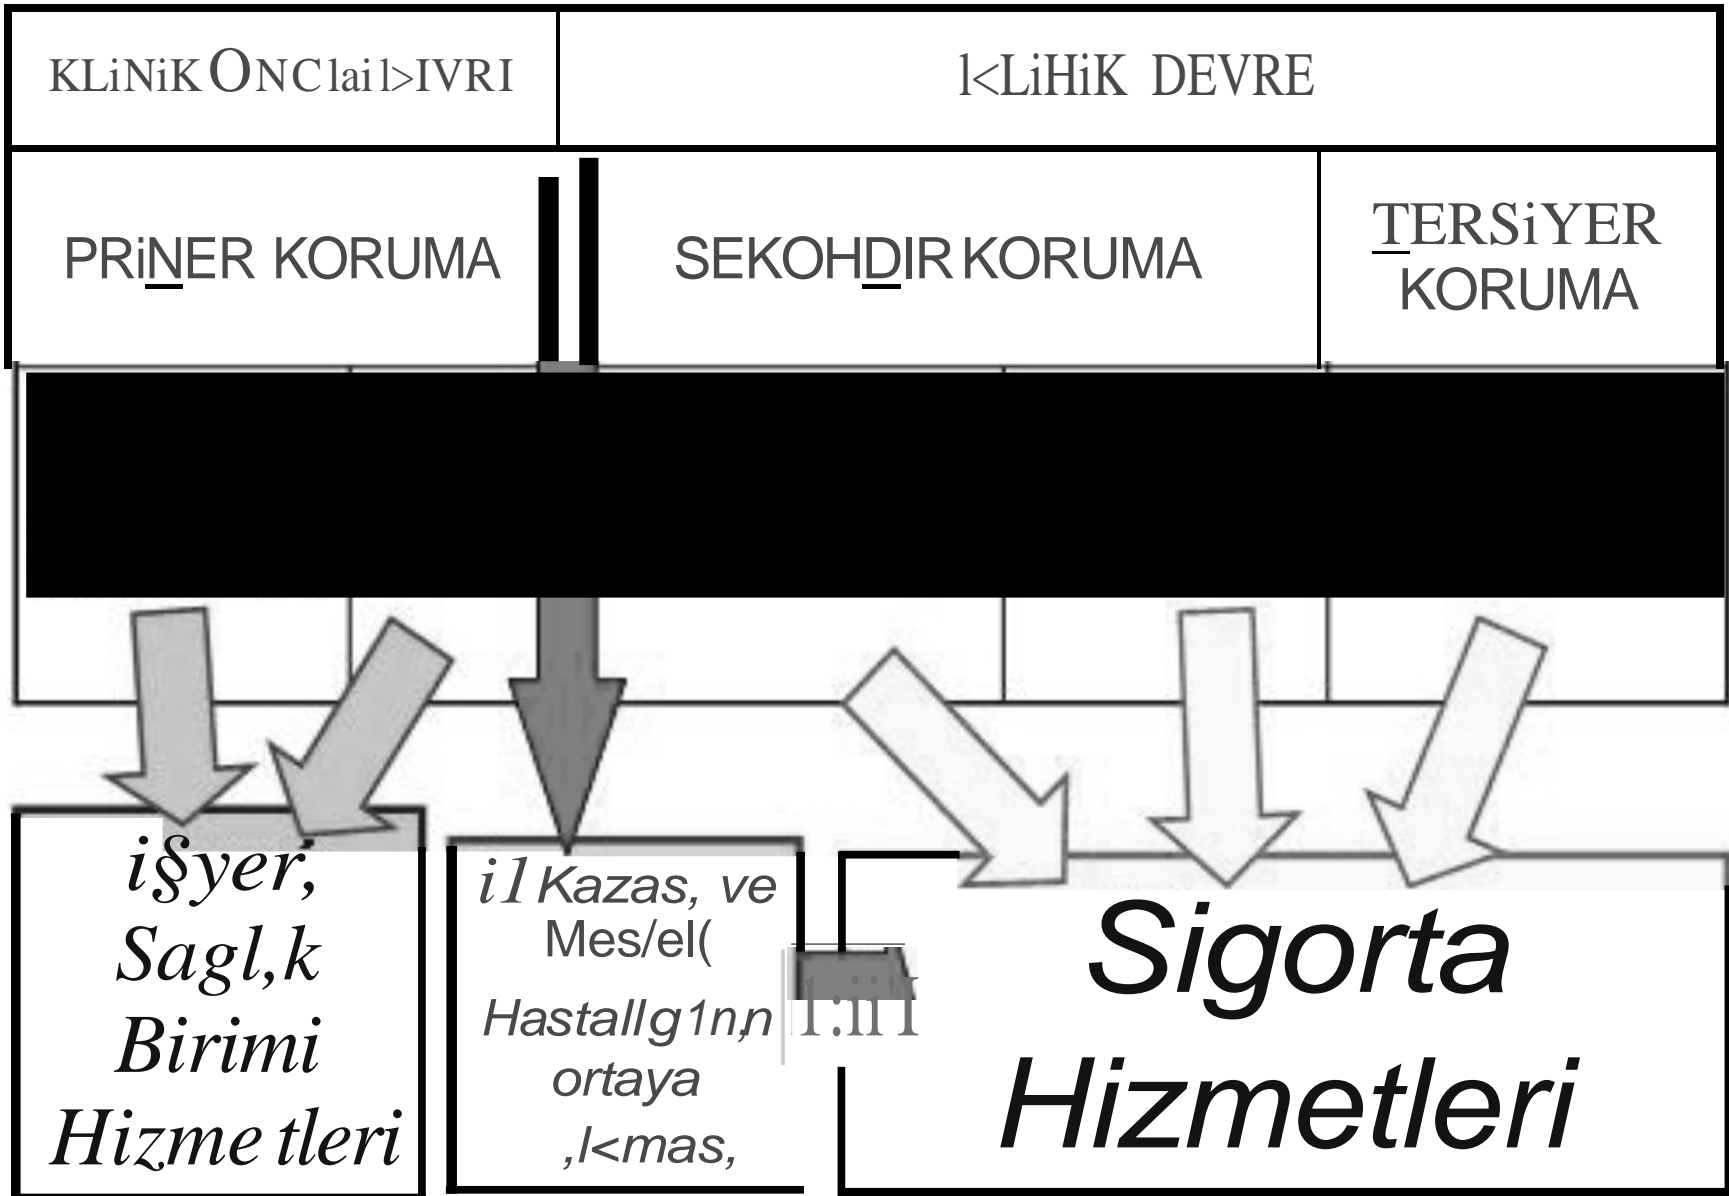 KLiNiK ONClail>IVRI
l<LiHiK DEVRE
PRiNER KORUMA
SEKOHDIR KORUMA
TERSiYER
KORUMA
i§yer,
Sagl,k
Birimi
Hizme tleri
i1 Kazas, ve
Mes/el(
Hastallg1n,n
ortaya
,l<mas,
Sigorta
Hizmetleri